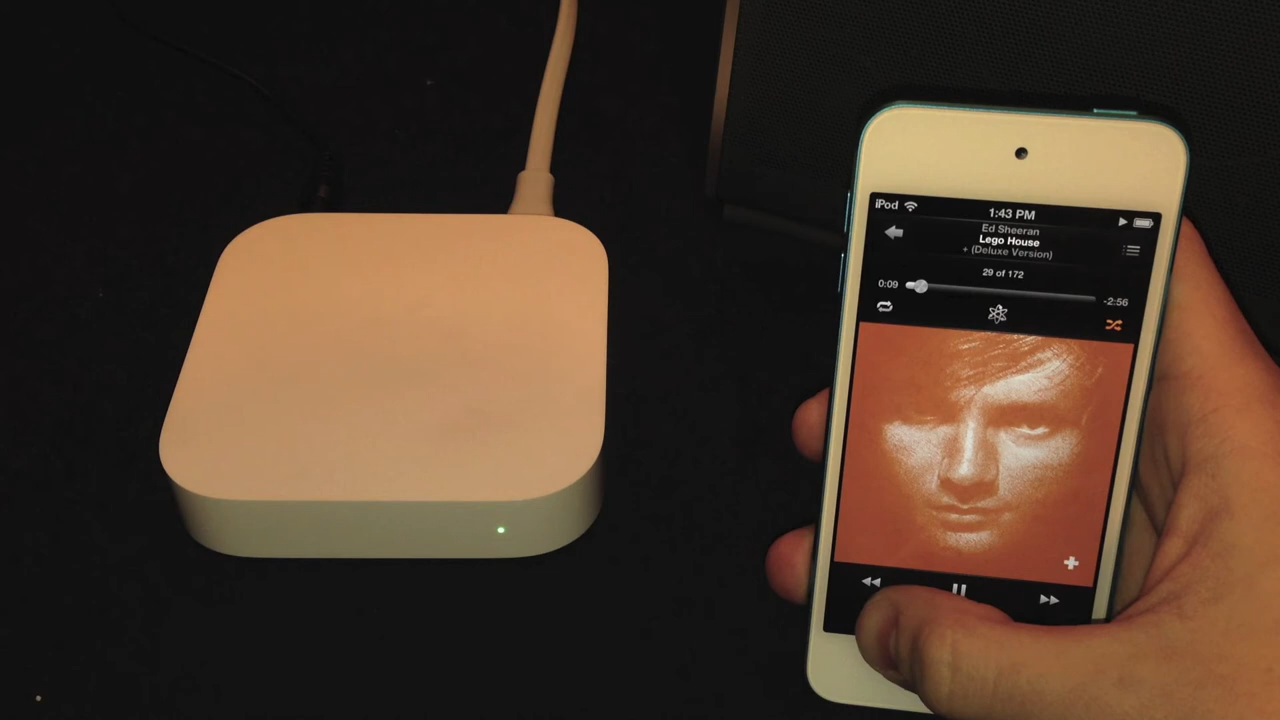 iPod 1:43 PM
Ed Sheeran
Lego House
+ (Deluxe Version)
29 of 172
0:09 -2:56